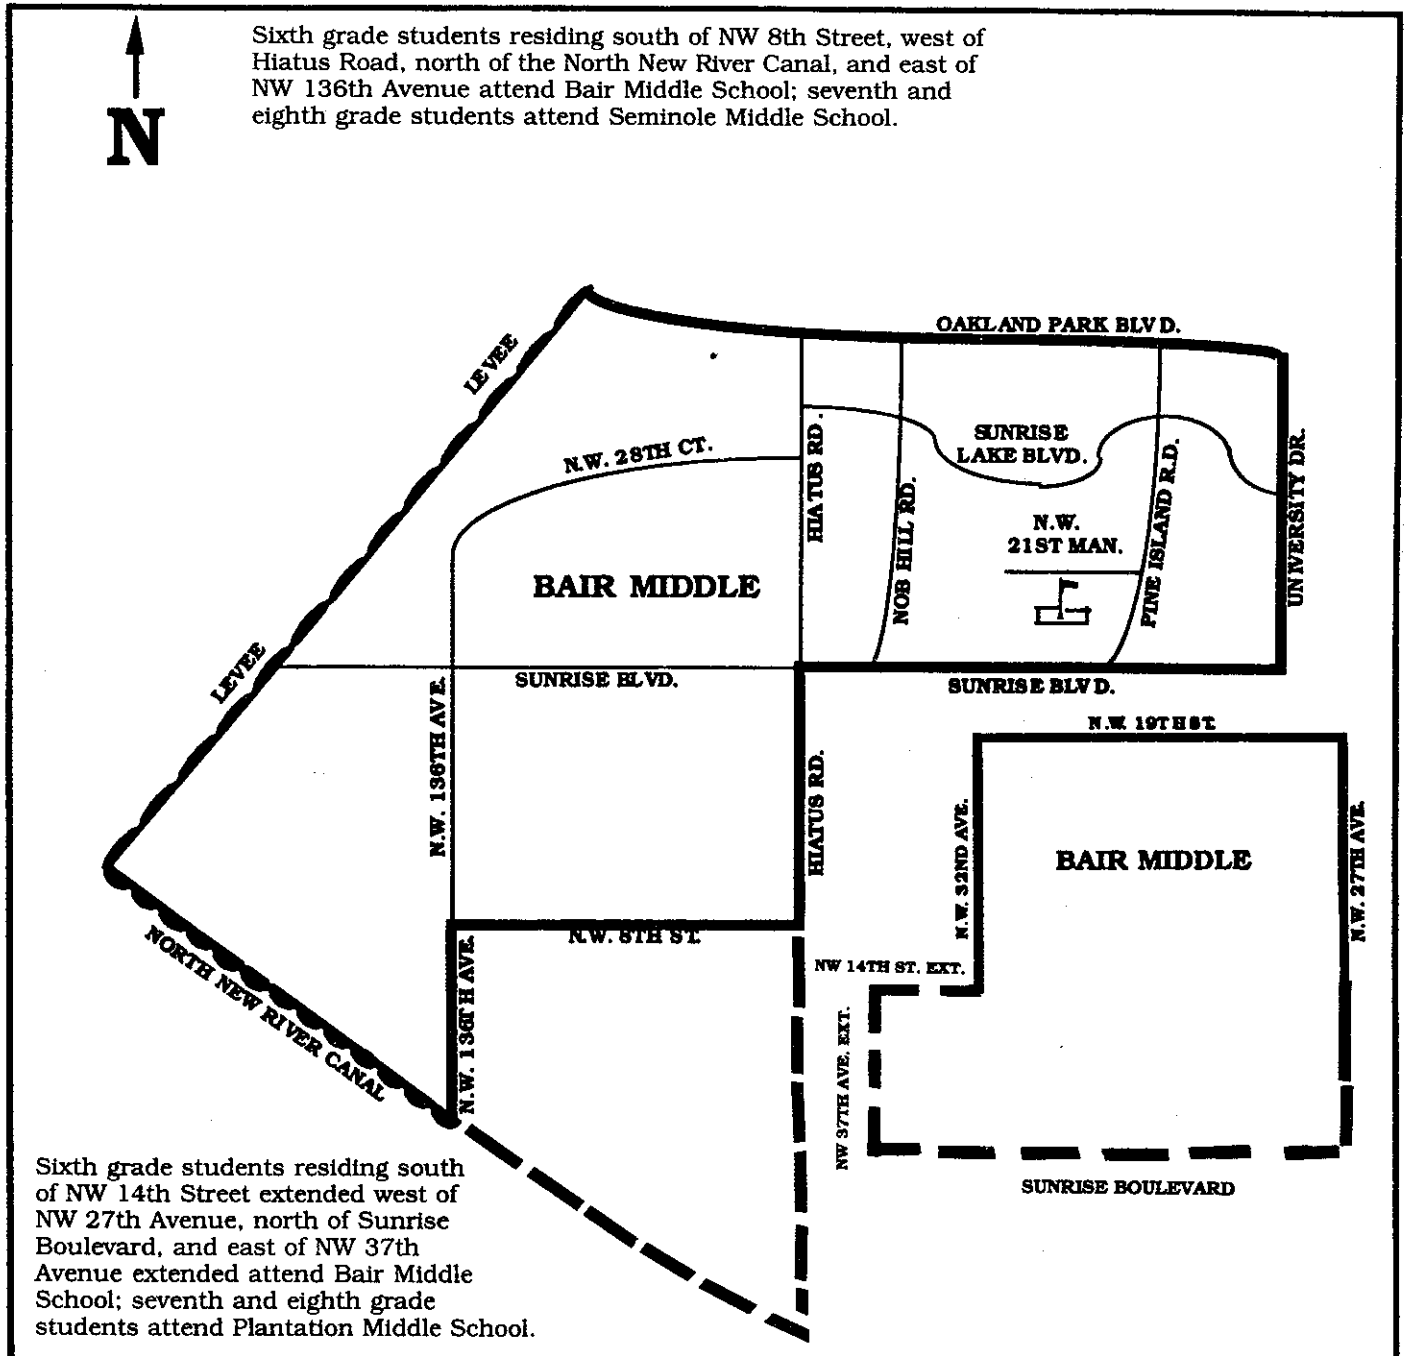 Sixth grade students residing south of NW 8th Street, west of
Hiatus Road, north of the North New River Canal, and east of
NW 136th Avenue attend Bair Middle School; seventh and
eighth grade students attend Seminole Middle School.
N
OAKLAND PARK BLVD.
LEVEE
N.W. 28TH CT.
HIATUS RD.
SUNRISE
LAKE BLVD.
NOB HILL RD.
N.W.
21ST MAN.
PINE ISLAND R.D.
UNIVERSITY DR.
BAIR MIDDLE
LEVEE
SUNRISE BLVD.
SUNRISE BLVD.
N.W. 136TH AVE.
HIATUS RD.
N.W. 19TH ST.
N.W. 32ND AVE.
BAIR MIDDLE
N.W. 27TH AVE.
N.W. 8TH ST.
NORTH NEW RIVER CANAL
N.W. 136TH AVE.
NW 14TH ST. EXT.
NW 37TH AVE. EXT.
SUNRISE BOULEVARD
Sixth grade students residing south
of NW 14th Street extended west of
NW 27th Avenue, north of Sunrise
Boulevard, and east of NW 37th
Avenue extended attend Bair Middle
School; seventh and eighth grade
students attend Plantation Middle School.